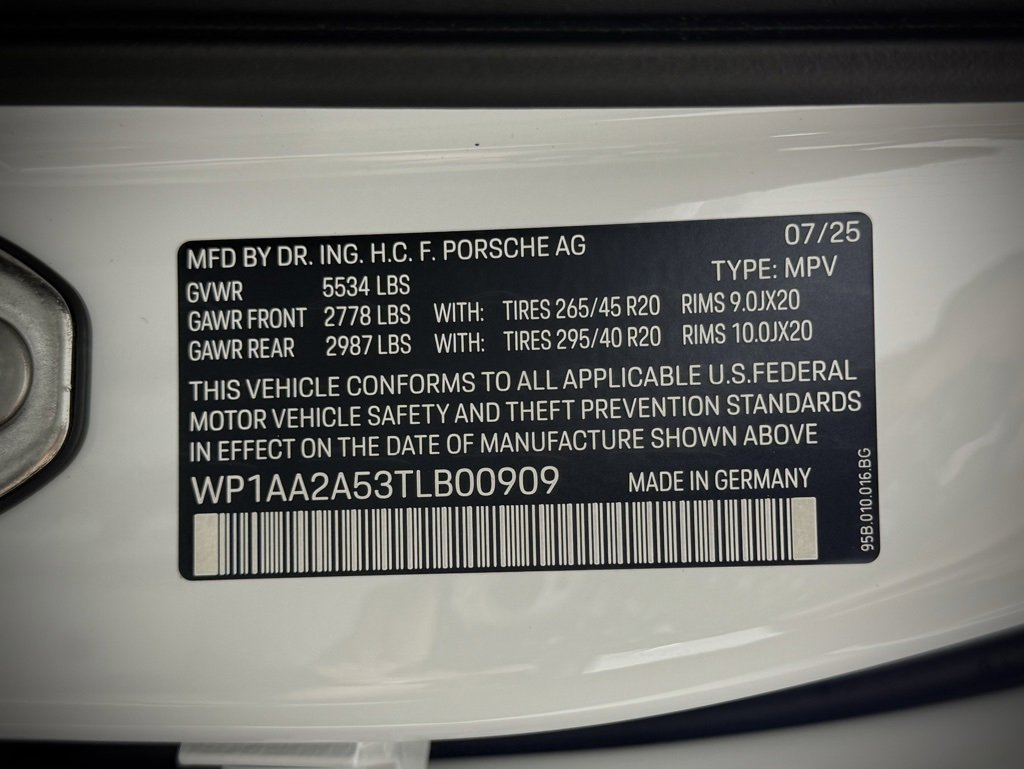 MFD BY DR. ING. H.C. F. PORSCHE AG 07/25
TYPE: MPV
GVWR 5534 LBS
GAWR FRONT 2778 LBS WITH: TIRES 265/45 R20 RIMS 9.0JX20
GAWR REAR 2987 LBS WITH: TIRES 295/40 R20 RIMS 10.0JX20
THIS VEHICLE CONFORMS TO ALL APPLICABLE U.S.FEDERAL
MOTOR VEHICLE SAFETY AND THEFT PREVENTION STANDARDS
IN EFFECT ON THE DATE OF MANUFACTURE SHOWN ABOVE
WP1AA2A53TLB00909 MADE IN GERMANY
95B.010.016.BG